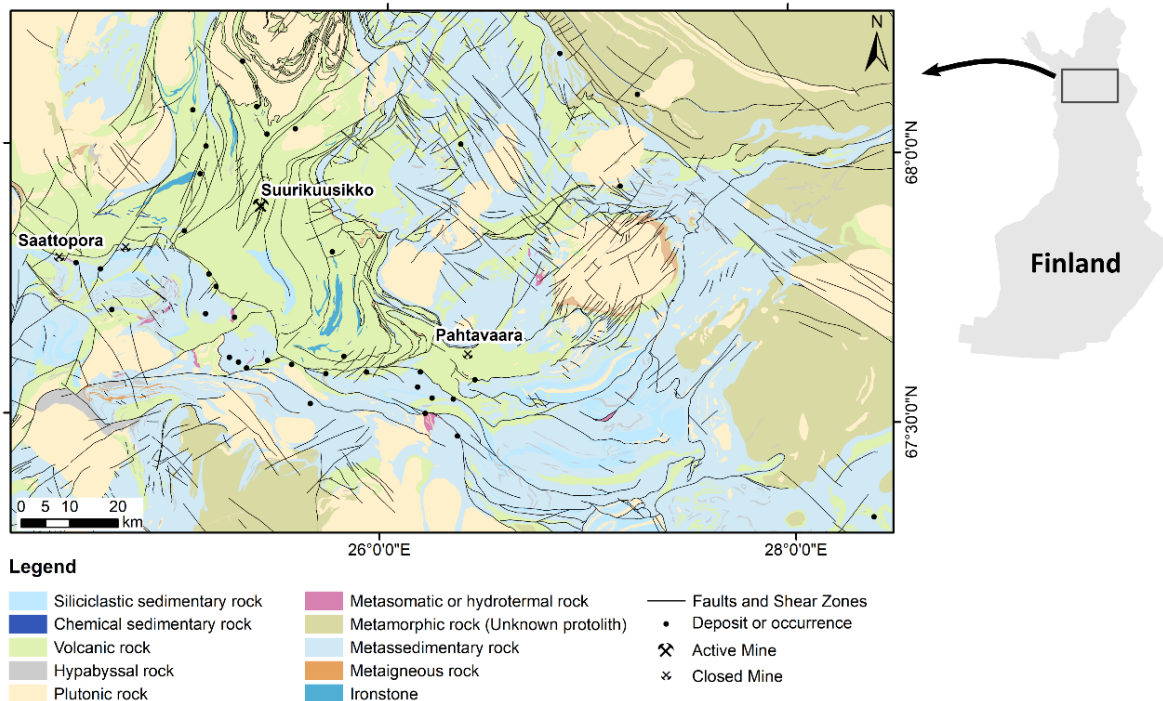 N
68°0'0"N
Suurikuusikko
Saattopora
Finland
Pahtavaara
67°30'0"N
0 5 10 20
km
26°0'0"E
28°0'0"E
Legend
Siliciclastic sedimentary rock
Chemical sedimentary rock
Volcanic rock
Hypabyssal rock
Plutonic rock
Metasomatic or hydrotermal rock
Metamorphic rock (Unknown protolith)
Metassedimentary rock
Metaigneous rock
Ironstone
Faults and Shear Zones
Deposit or occurrence
Active Mine
Closed Mine